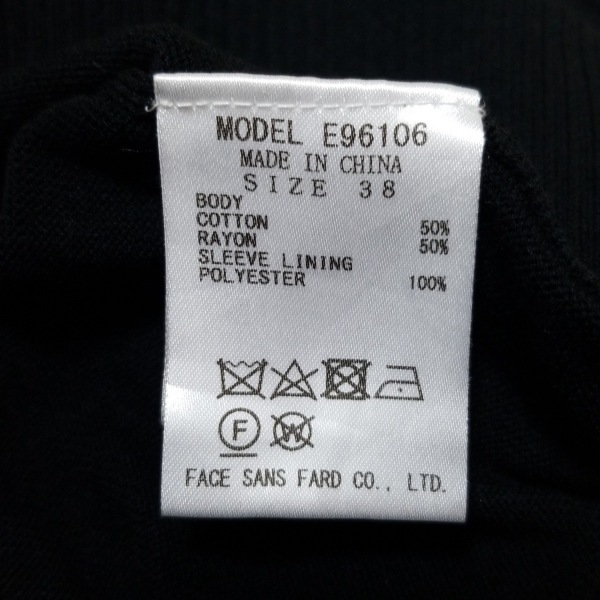 MODEL E96106
MADE IN CHINA
SIZE 38
BODY
COTTON 50%
RAYON 50%
SLEEVE LINING
POLYESTER 100%
F W
FACE SANS FARD CO., LTD.